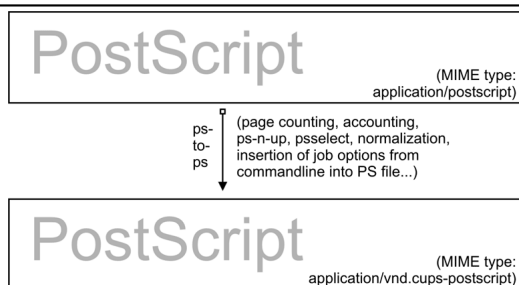 PostScript
(MIME type:
application/postscript)
ps-
to-
ps
(page counting, accounting,
ps-n-up, psselect, normalization,
insertion of job options from
commandline into PS file...)
PostScript
(MIME type:
application/vnd.cups-postscript)